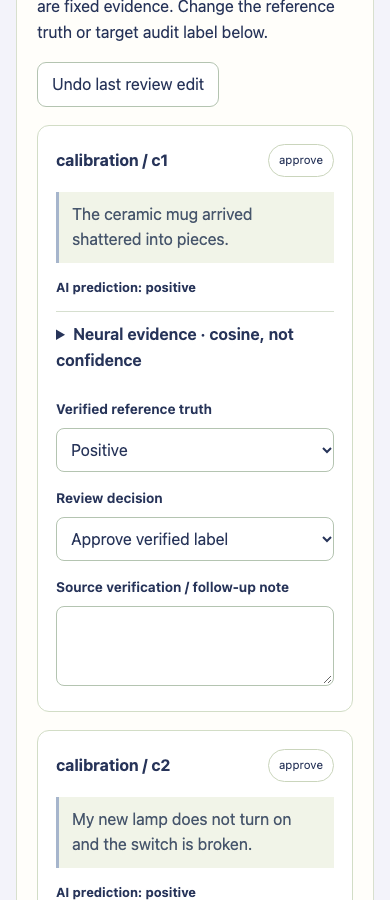 are fixed evidence. Change the reference
truth or target audit label below.
Undo last review edit
calibration / c1
approve
The ceramic mug arrived
shattered into pieces.
AI prediction: positive
Neural evidence · cosine, not
confidence
Verified reference truth
Positive
Review decision
Approve verified label
Source verification / follow-up note
calibration / c2
approve
My new lamp does not turn on
and the switch is broken.
AI prediction: positive